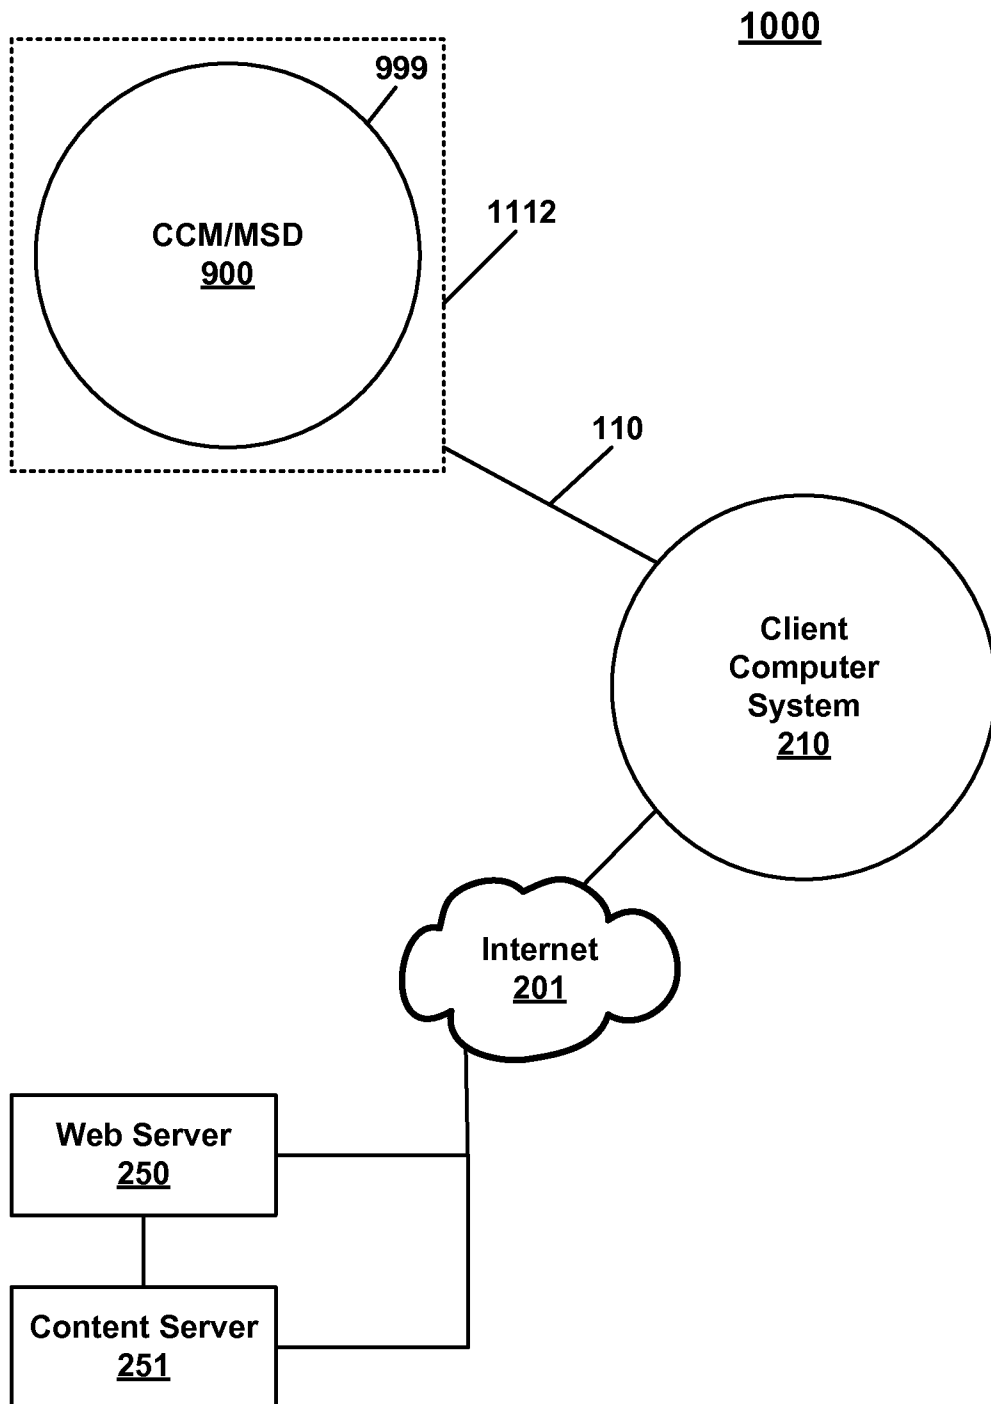 1000
999
CCM/MSD
900
1112
110
Client
Computer
System
210
Internet
201
Web Server
250
Content Server
251